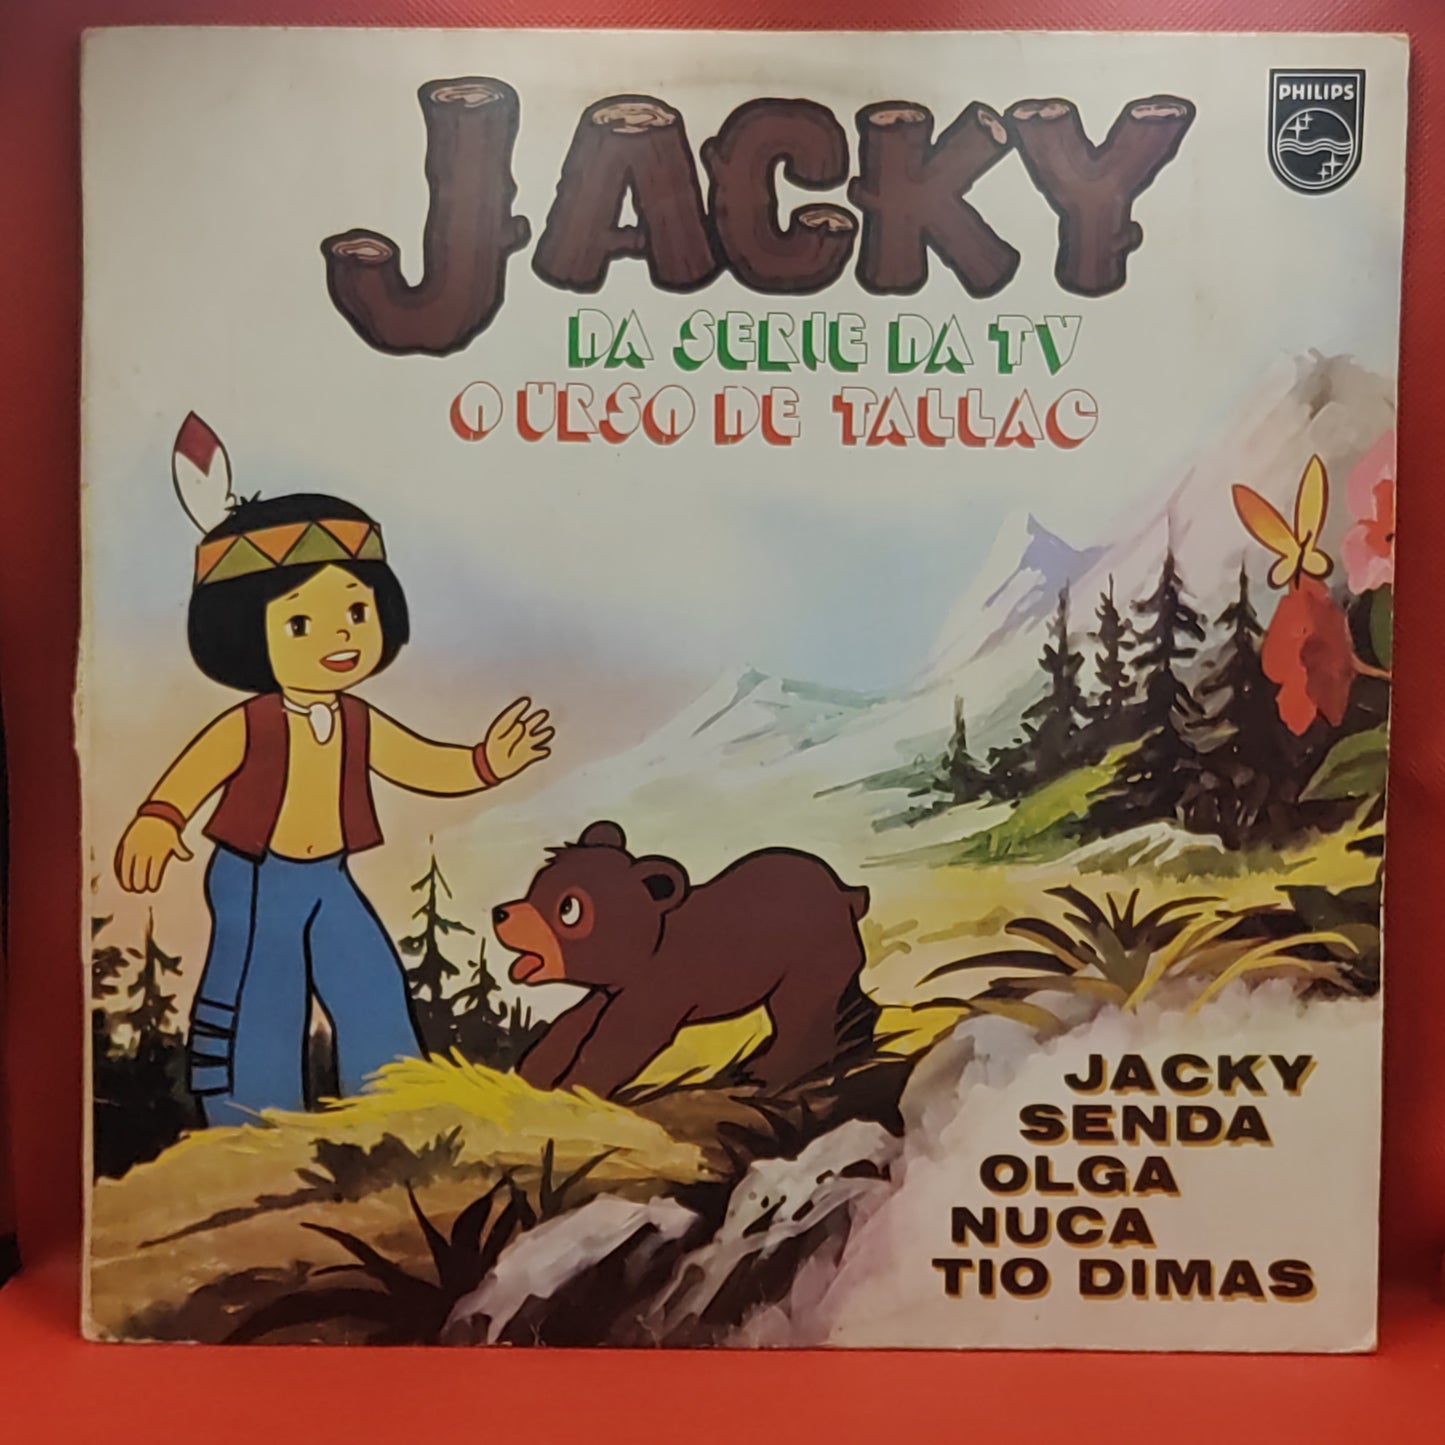 JACKY
PHILIPS
DA SERIE DA TV
O URSO DE TALLAC
JACKY
SENDA
OLGA
NUCA
TIO DIMAS